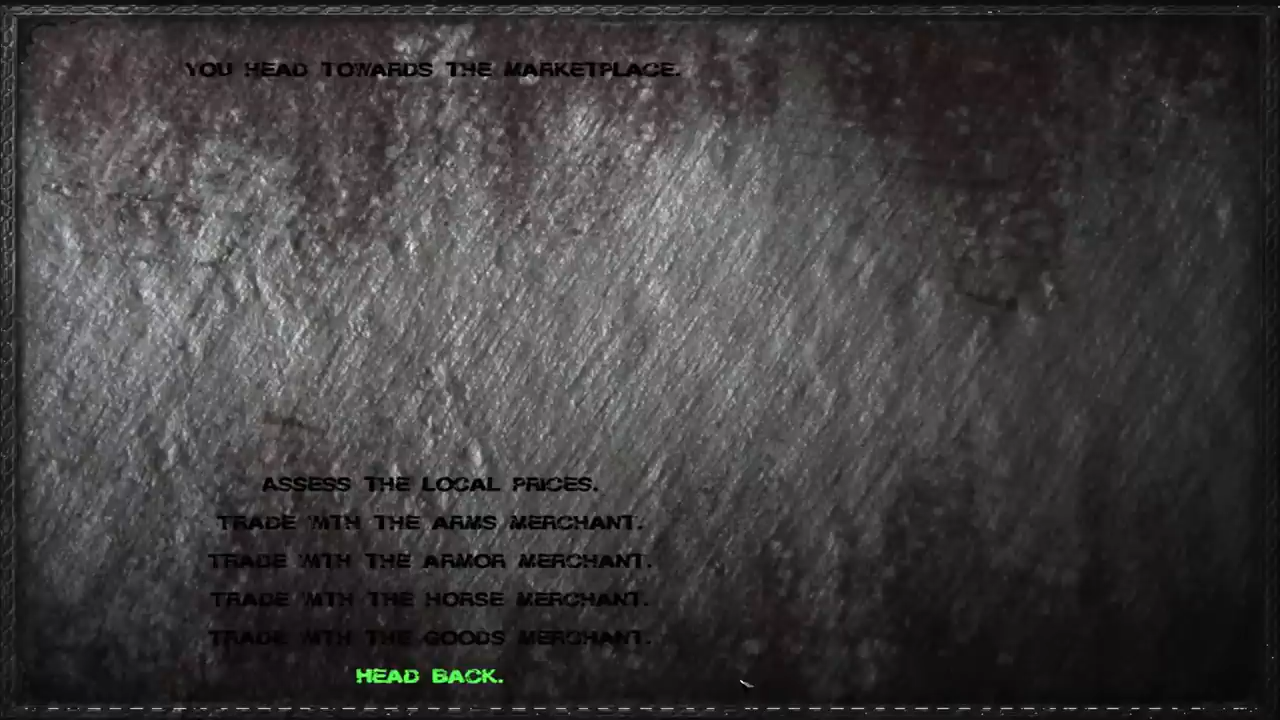 YOU HEAD TOWARDS THE MARKETPLACE.
ASSESS THE LOCAL PRICES.
TRADE WITH THE ARMS MERCHANT.
TRADE WITH THE ARMOR MERCHANT.
TRADE WITH THE HORSE MERCHANT.
TRADE WITH THE GOODS MERCHANT.
HEAD BACK.